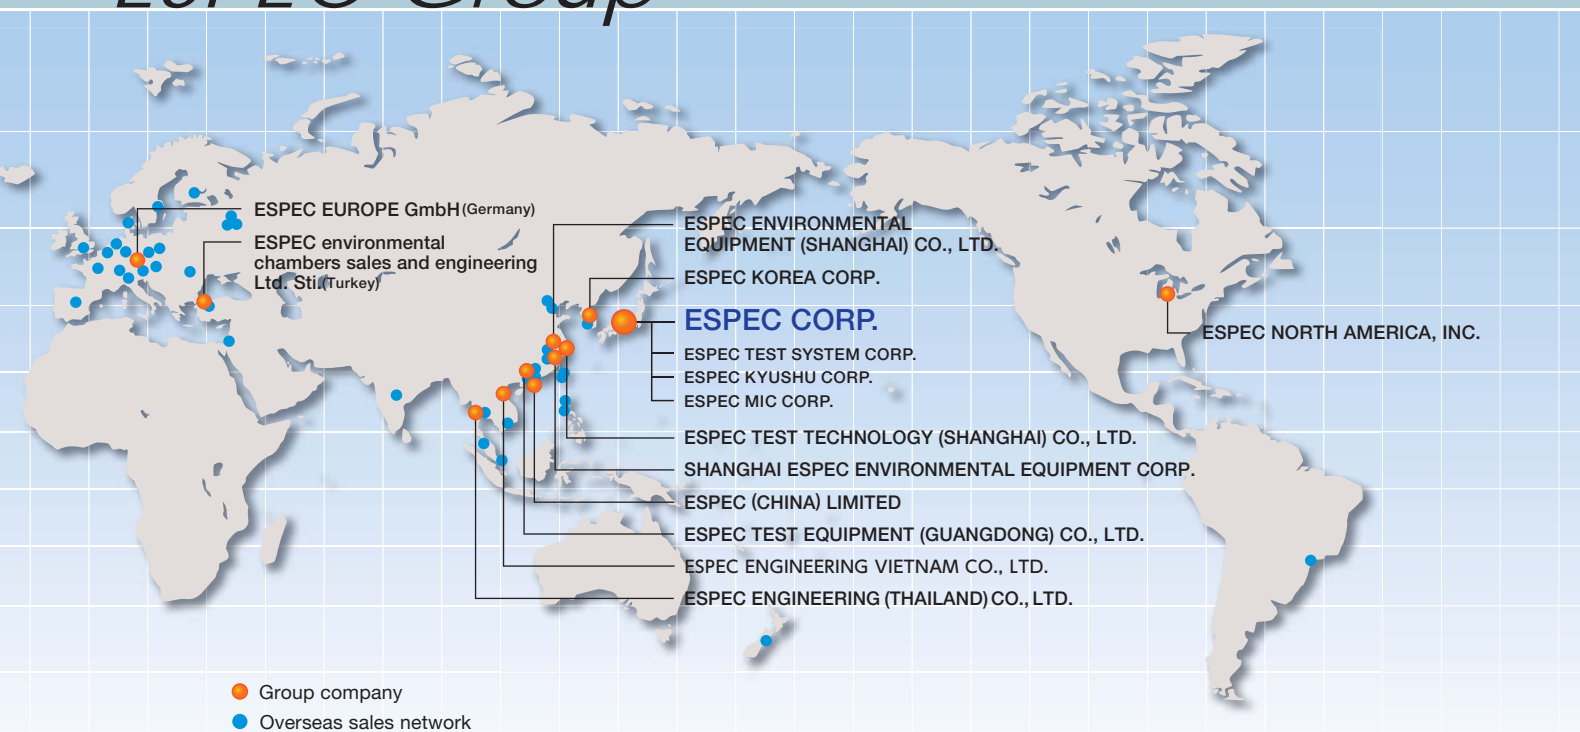 ESPEC Group
ESPEC EUROPE GmbH (Germany)
ESPEC environmental
chambers sales and engineering
Ltd. Sti.(Turkey)
ESPEC ENVIRONMENTAL
EQUIPMENT (SHANGHAI) CO., LTD.
ESPEC KOREA CORP.
ESPEC CORP.
ESPEC TEST SYSTEM CORP.
ESPEC KYUSHU CORP.
ESPEC MIC CORP.
ESPEC TEST TECHNOLOGY (SHANGHAI) CO., LTD.
SHANGHAI ESPEC ENVIRONMENTAL EQUIPMENT CORP.
ESPEC (CHINA) LIMITED
ESPEC TEST EQUIPMENT (GUANGDONG) CO., LTD.
ESPEC ENGINEERING VIETNAM CO., LTD.
ESPEC ENGINEERING (THAILAND) CO., LTD.
ESPEC NORTH AMERICA, INC.
Group company
Overseas sales network